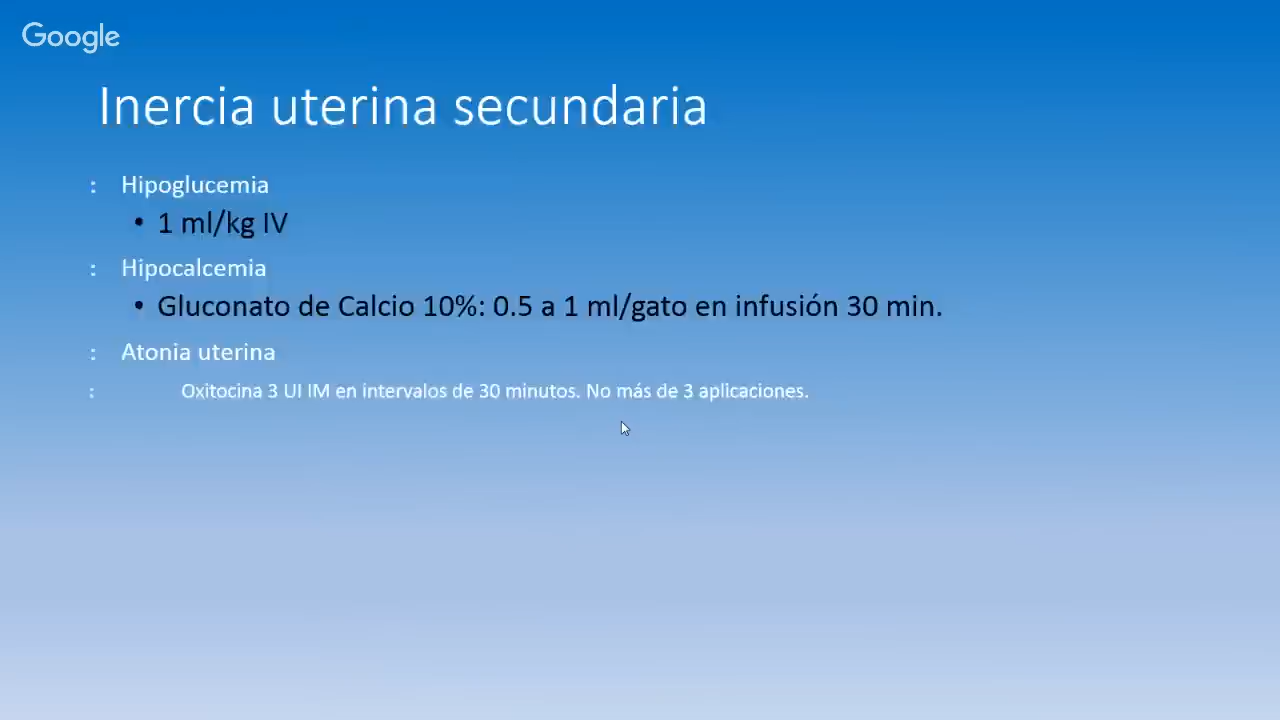 Google
Inercia uterina secundaria
: Hipoglucemia
• 1 ml/kg IV
: Hipocalcemia
• Gluconato de Calcio 10%: 0.5 a 1 ml/gato en infusión 30 min.
: Atonia uterina
: Oxitocina 3 UI IM en intervalos de 30 minutos. No más de 3 aplicaciones.